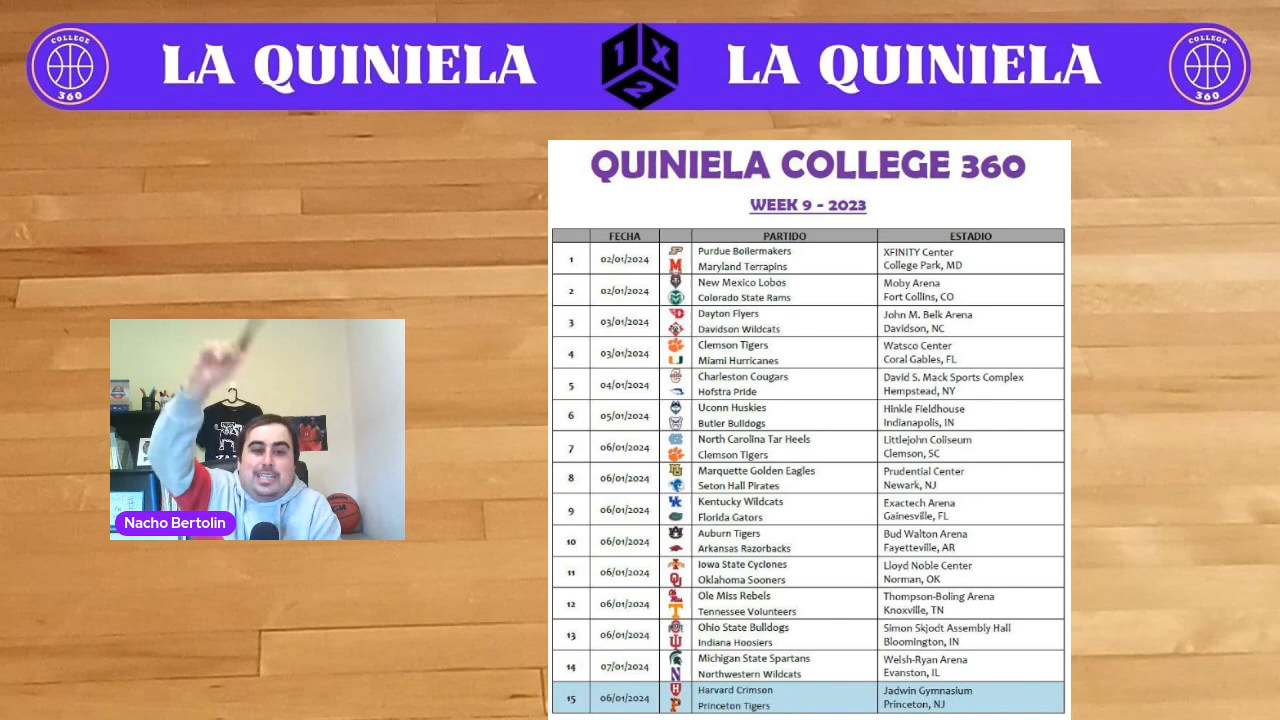 COLLEGE 360
LA QUINIELA
1X2
LA QUINIELA
COLLEGE 360
QUINIELA COLLEGE 360
WEEK 9 - 2023
FECHA PARTIDO ESTADIO
1 02/01/2024 Purdue Boilermakers XFINITY Center
Maryland Terrapins College Park, MD
2 02/01/2024 New Mexico Lobos Moby Arena
Colorado State Rams Fort Collins, CO
3 03/01/2024 Dayton Flyers John M. Belk Arena
Davidson Wildcats Davidson, NC
4 03/01/2024 Clemson Tigers Watsco Center
Miami Hurricanes Coral Gables, FL
5 04/01/2024 Charleston Cougars David S. Mack Sports Complex
Hofstra Pride Hempstead, NY
6 05/01/2024 Uconn Huskies Hinkle Fieldhouse
Butler Bulldogs Indianapolis, IN
7 06/01/2024 North Carolina Tar Heels Littlejohn Coliseum
Clemson Tigers Clemson, SC
8 06/01/2024 Marquette Golden Eagles Prudential Center
Seton Hall Pirates Newark, NJ
9 06/01/2024 Kentucky Wildcats Exactech Arena
Florida Gators Gainesville, FL
10 06/01/2024 Auburn Tigers Bud Walton Arena
Arkansas Razorbacks Fayetteville, AR
11 06/01/2024 Iowa State Cyclones Lloyd Noble Center
Oklahoma Sooners Norman, OK
12 06/01/2024 Ole Miss Rebels Thompson-Boling Arena
Tennessee Volunteers Knoxville, TN
13 06/01/2024 Ohio State Bulldogs Simon Skjodt Assembly Hall
Indiana Hoosiers Bloomington, IN
14 07/01/2024 Michigan State Spartans Welsh-Ryan Arena
Northwestern Wildcats Evanston, IL
15 06/01/2024 Harvard Crimson Jadwin Gymnasium
Princeton Tigers Princeton, NJ
Nacho Bertolin